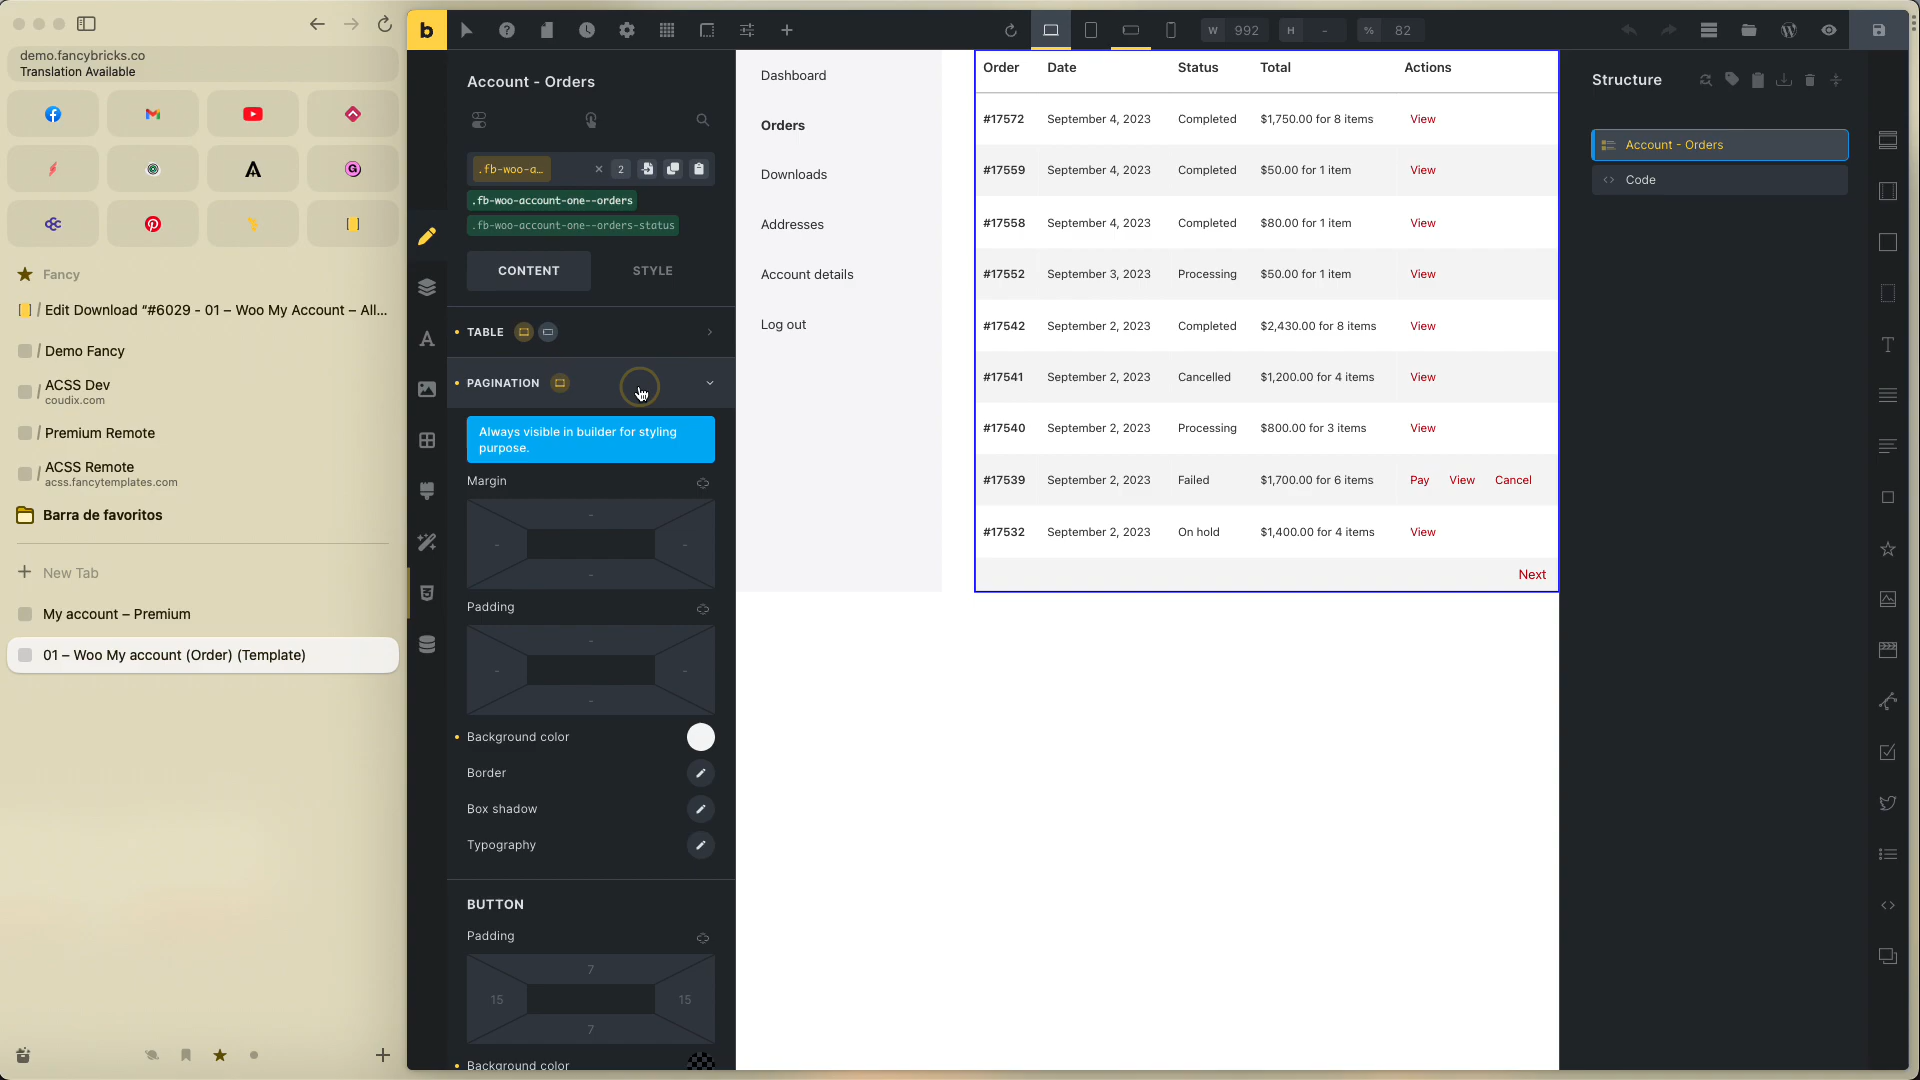 demo.fancybricks.co
Translation Available
Fancy
/ Edit Download “#6029 - 01 – Woo My Account – All...
/ Demo Fancy
/ ACSS Dev
coudix.com
Premium Remote
/ ACSS Remote
acss.fancytemplates.com
Barra de favoritos
New Tab
My account – Premium
01 – Woo My account (Order) (Template)
b
W 992
H -
% 82
Account - Orders
.fb-woo-a...
× 2
.fb-woo-account-one--orders
.fb-woo-account-one--orders-status
CONTENT
STYLE
TABLE
PAGINATION
Always visible in builder for styling
purpose.
Margin
-
- -
-
Padding
-
- -
-
Background color
Border
Box shadow
Typography
BUTTON
Padding
7
15 15
7
Background color
Dashboard
Orders
Downloads
Addresses
Account details
Log out
Order Date Status Total Actions
#17572 September 4, 2023 Completed $1,750.00 for 8 items View
#17559 September 4, 2023 Completed $50.00 for 1 item View
#17558 September 4, 2023 Completed $80.00 for 1 item View
#17552 September 3, 2023 Processing $50.00 for 1 item View
#17542 September 2, 2023 Completed $2,430.00 for 8 items View
#17541 September 2, 2023 Cancelled $1,200.00 for 4 items View
#17540 September 2, 2023 Processing $800.00 for 3 items View
#17539 September 2, 2023 Failed $1,700.00 for 6 items Pay View Cancel
#17532 September 2, 2023 On hold $1,400.00 for 4 items View
Next
Structure
Account - Orders
Code